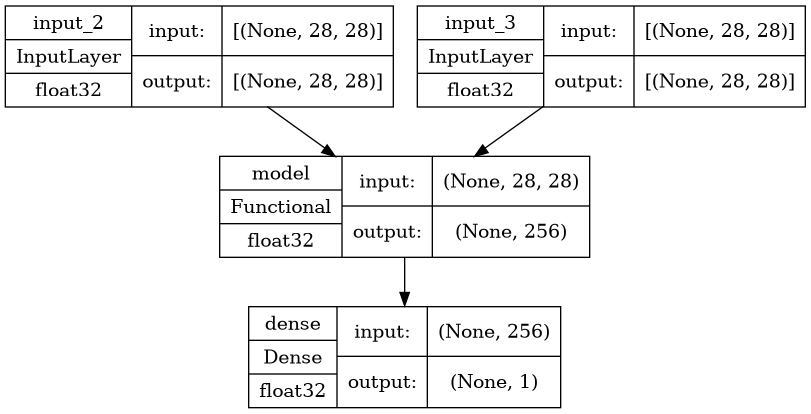 input_2
InputLayer
float32
input:
[(None, 28, 28)]
output:
[(None, 28, 28)]
input_3
InputLayer
float32
input:
[(None, 28, 28)]
output:
[(None, 28, 28)]
model
Functional
float32
input:
(None, 28, 28)
output:
(None, 256)
dense
Dense
float32
input:
(None, 256)
output:
(None, 1)